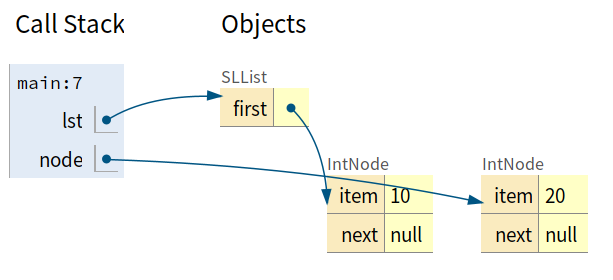 Call Stack
Objects
main:7
lst
node
SLList
first
IntNode
item 10
next null
IntNode
item 20
next null